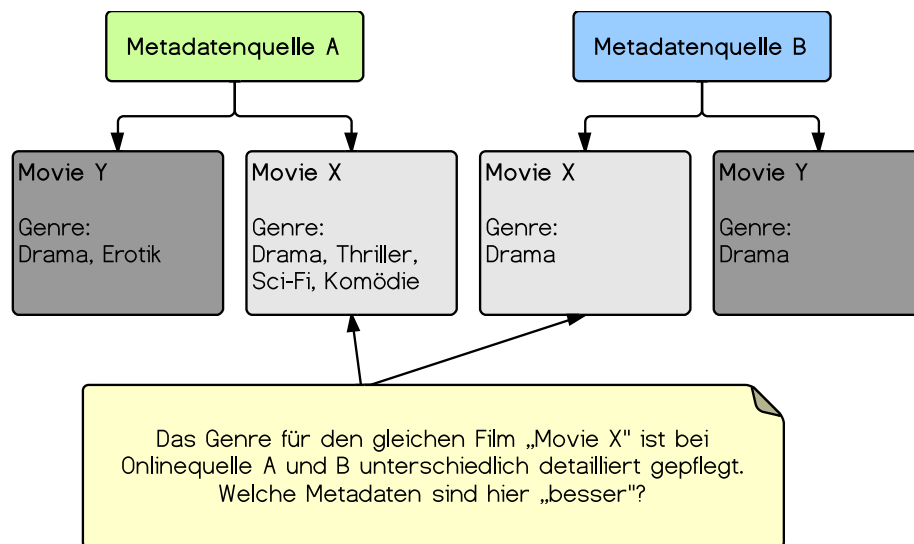 Metadatenquelle A
Metadatenquelle B
Movie Y
Genre:
Drama, Erotik
Movie X
Genre:
Drama, Thriller,
Sci-Fi, Komödie
Movie X
Genre:
Drama
Movie Y
Genre:
Drama
Das Genre für den gleichen Film „Movie X" ist bei
Onlinequelle A und B unterschiedlich detailliert gepflegt.
Welche Metadaten sind hier „besser"?